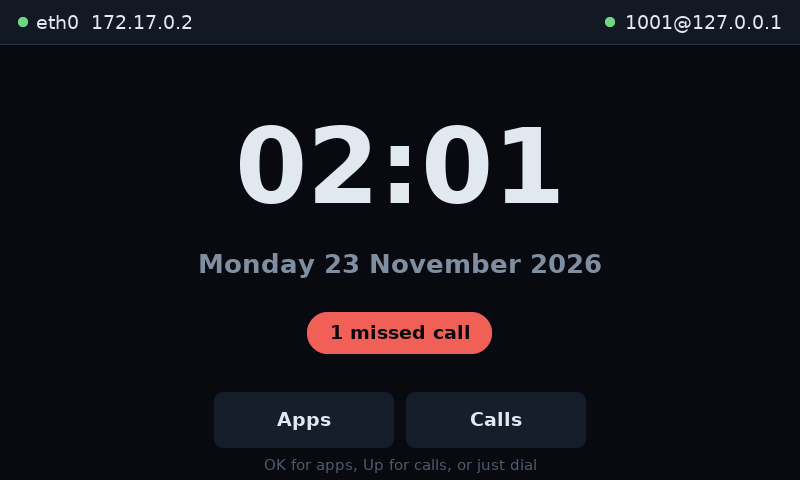 eth0 172.17.0.2
1001@127.0.0.1
02:01
Monday 23 November 2026
1 missed call
Apps
Calls
OK for apps, Up for calls, or just dial